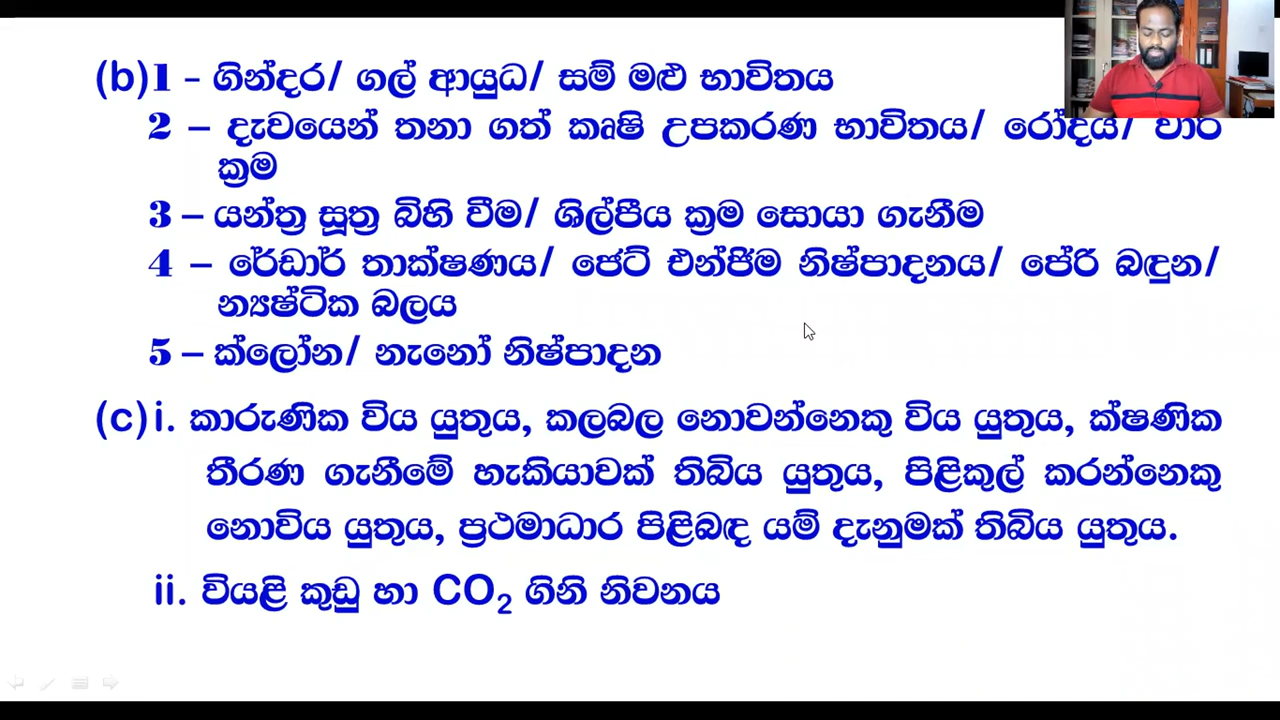 (b)1 - ගින්දර/ ගල් ආයුධ/ සම් මළු භාවිතය
2 – දැවයෙන් තනා ගත් කෘෂි උපකරණ භාවිතය/ රෝදය/ වාරි
ක්‍රම
3 – යන්ත්‍ර සූත්‍ර බිහි වීම/ ශිල්පීය ක්‍රම සොයා ගැනීම
4 – රේඩාර් තාක්ෂණය/ ජෙට් එන්ජිම නිෂ්පාදනය/ පේරි බඳුන/
න්‍යෂ්ටික බලය
5 – ක්ලෝන/ නැනෝ නිෂ්පාදන
(c) i. කාරුණික විය යුතුය, කලබල නොවන්නෙකු විය යුතුය, ක්ෂණික
තීරණ ගැනීමේ හැකියාවක් තිබිය යුතුය, පිළිකුල් කරන්නෙකු
නොවිය යුතුය, ප්‍රථමාධාර පිළිබඳ යම් දැනුමක් තිබිය යුතුය.
ii. වියළි කුඩු හා CO₂ ගිනි නිවනය